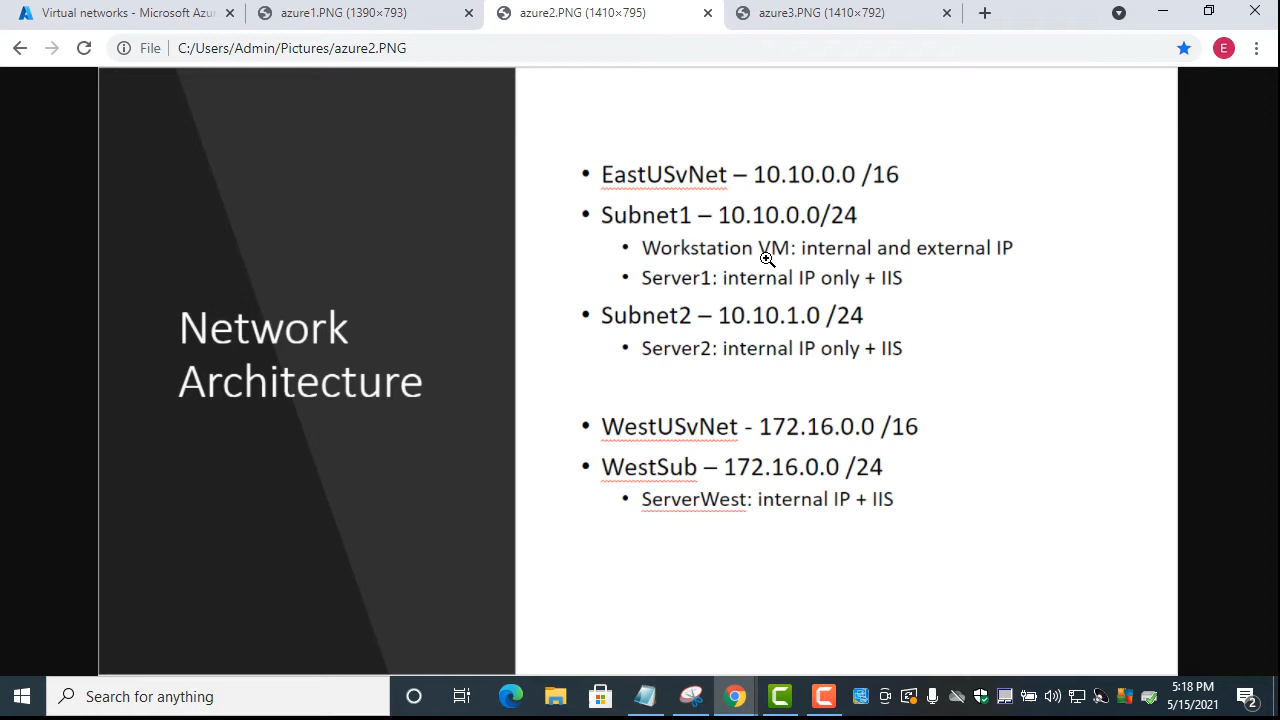 Virtual networks - Microsoft Azu
azure1.PNG (1390×793)
azure2.PNG (1410×795)
azure3.PNG (1410×792)
File
C:/Users/Admin/Pictures/azure2.PNG
E
Network
Architecture
• EastUSvNet – 10.10.0.0 /16
• Subnet1 – 10.10.0.0/24
• Workstation VM: internal and external IP
• Server1: internal IP only + IIS
• Subnet2 – 10.10.1.0 /24
• Server2: internal IP only + IIS
• WestUSvNet - 172.16.0.0 /16
• WestSub – 172.16.0.0 /24
• ServerWest: internal IP + IIS
Search for anything
5:18 PM
5/15/2021
2